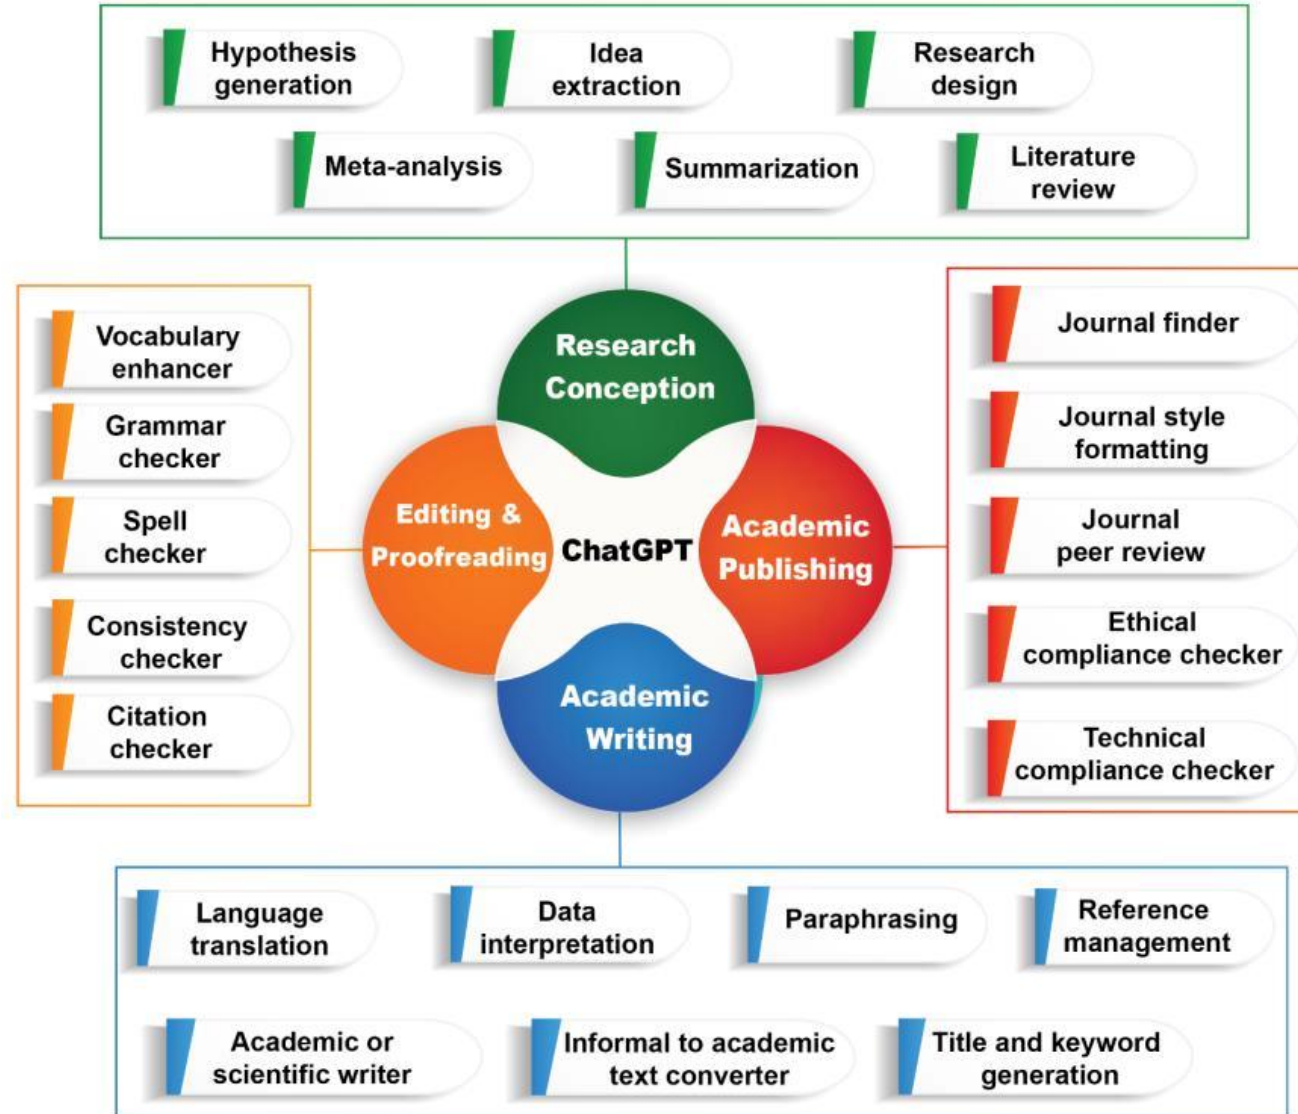 Hypothesis
generation
Idea
extraction
Research
design
Meta-analysis
Summarization
Literature
review
Research
Conception
Vocabulary
enhancer
Grammar
checker
Spell
checker
Consistency
checker
Citation
checker
Editing &
Proofreading
ChatGPT
Academic
Publishing
Journal finder
Journal style
formatting
Journal
peer review
Ethical
compliance checker
Technical
compliance checker
Academic
Writing
Language
translation
Data
interpretation
Paraphrasing
Reference
management
Academic or
scientific writer
Informal to academic
text converter
Title and keyword
generation